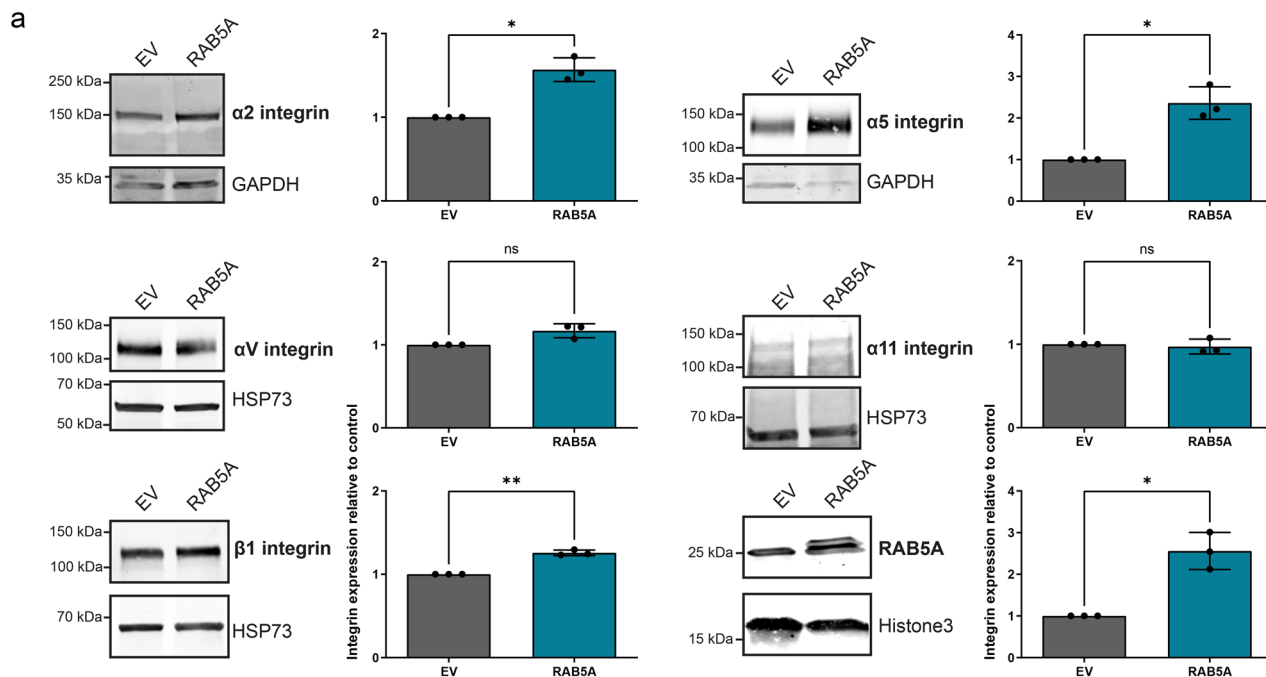 a
EV RAB5A
250 kDa
150 kDa
α2 integrin
35 kDa
GAPDH
*
2
1
0
EV RAB5A
EV RAB5A
150 kDa
100 kDa
α5 integrin
35 kDa
GAPDH
*
4
3
2
1
0
EV RAB5A
EV RAB5A
150 kDa
100 kDa
αV integrin
70 kDa
50 kDa
HSP73
ns
2
1
0
EV RAB5A
EV RAB5A
150 kDa
100 kDa
α11 integrin
70 kDa
HSP73
ns
2
1
0
EV RAB5A
EV RAB5A
150 kDa
100 kDa
β1 integrin
70 kDa
HSP73
Integrin expression relative to control
**
2
1
0
EV RAB5A
EV RAB5A
25 kDa
RAB5A
15 kDa
Histone3
Integrin expression relative to control
*
4
3
2
1
0
EV RAB5A